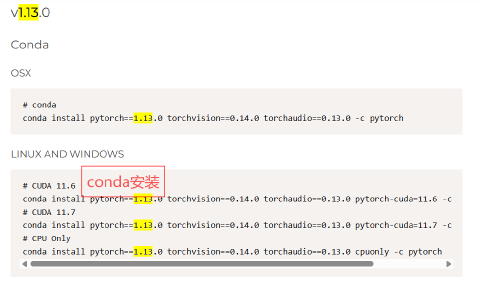 v1.13.0
Conda
OSX
# conda
conda install pytorch==1.13.0 torchvision==0.14.0 torchaudio==0.13.0 -c pytorch
LINUX AND WINDOWS
conda安装
# CUDA 11.6
conda install pytorch==1.13.0 torchvision==0.14.0 torchaudio==0.13.0 pytorch-cuda=11.6 -c
# CUDA 11.7
conda install pytorch==1.13.0 torchvision==0.14.0 torchaudio==0.13.0 pytorch-cuda=11.7 -c
# CPU Only
conda install pytorch==1.13.0 torchvision==0.14.0 torchaudio==0.13.0 cpuonly -c pytorch